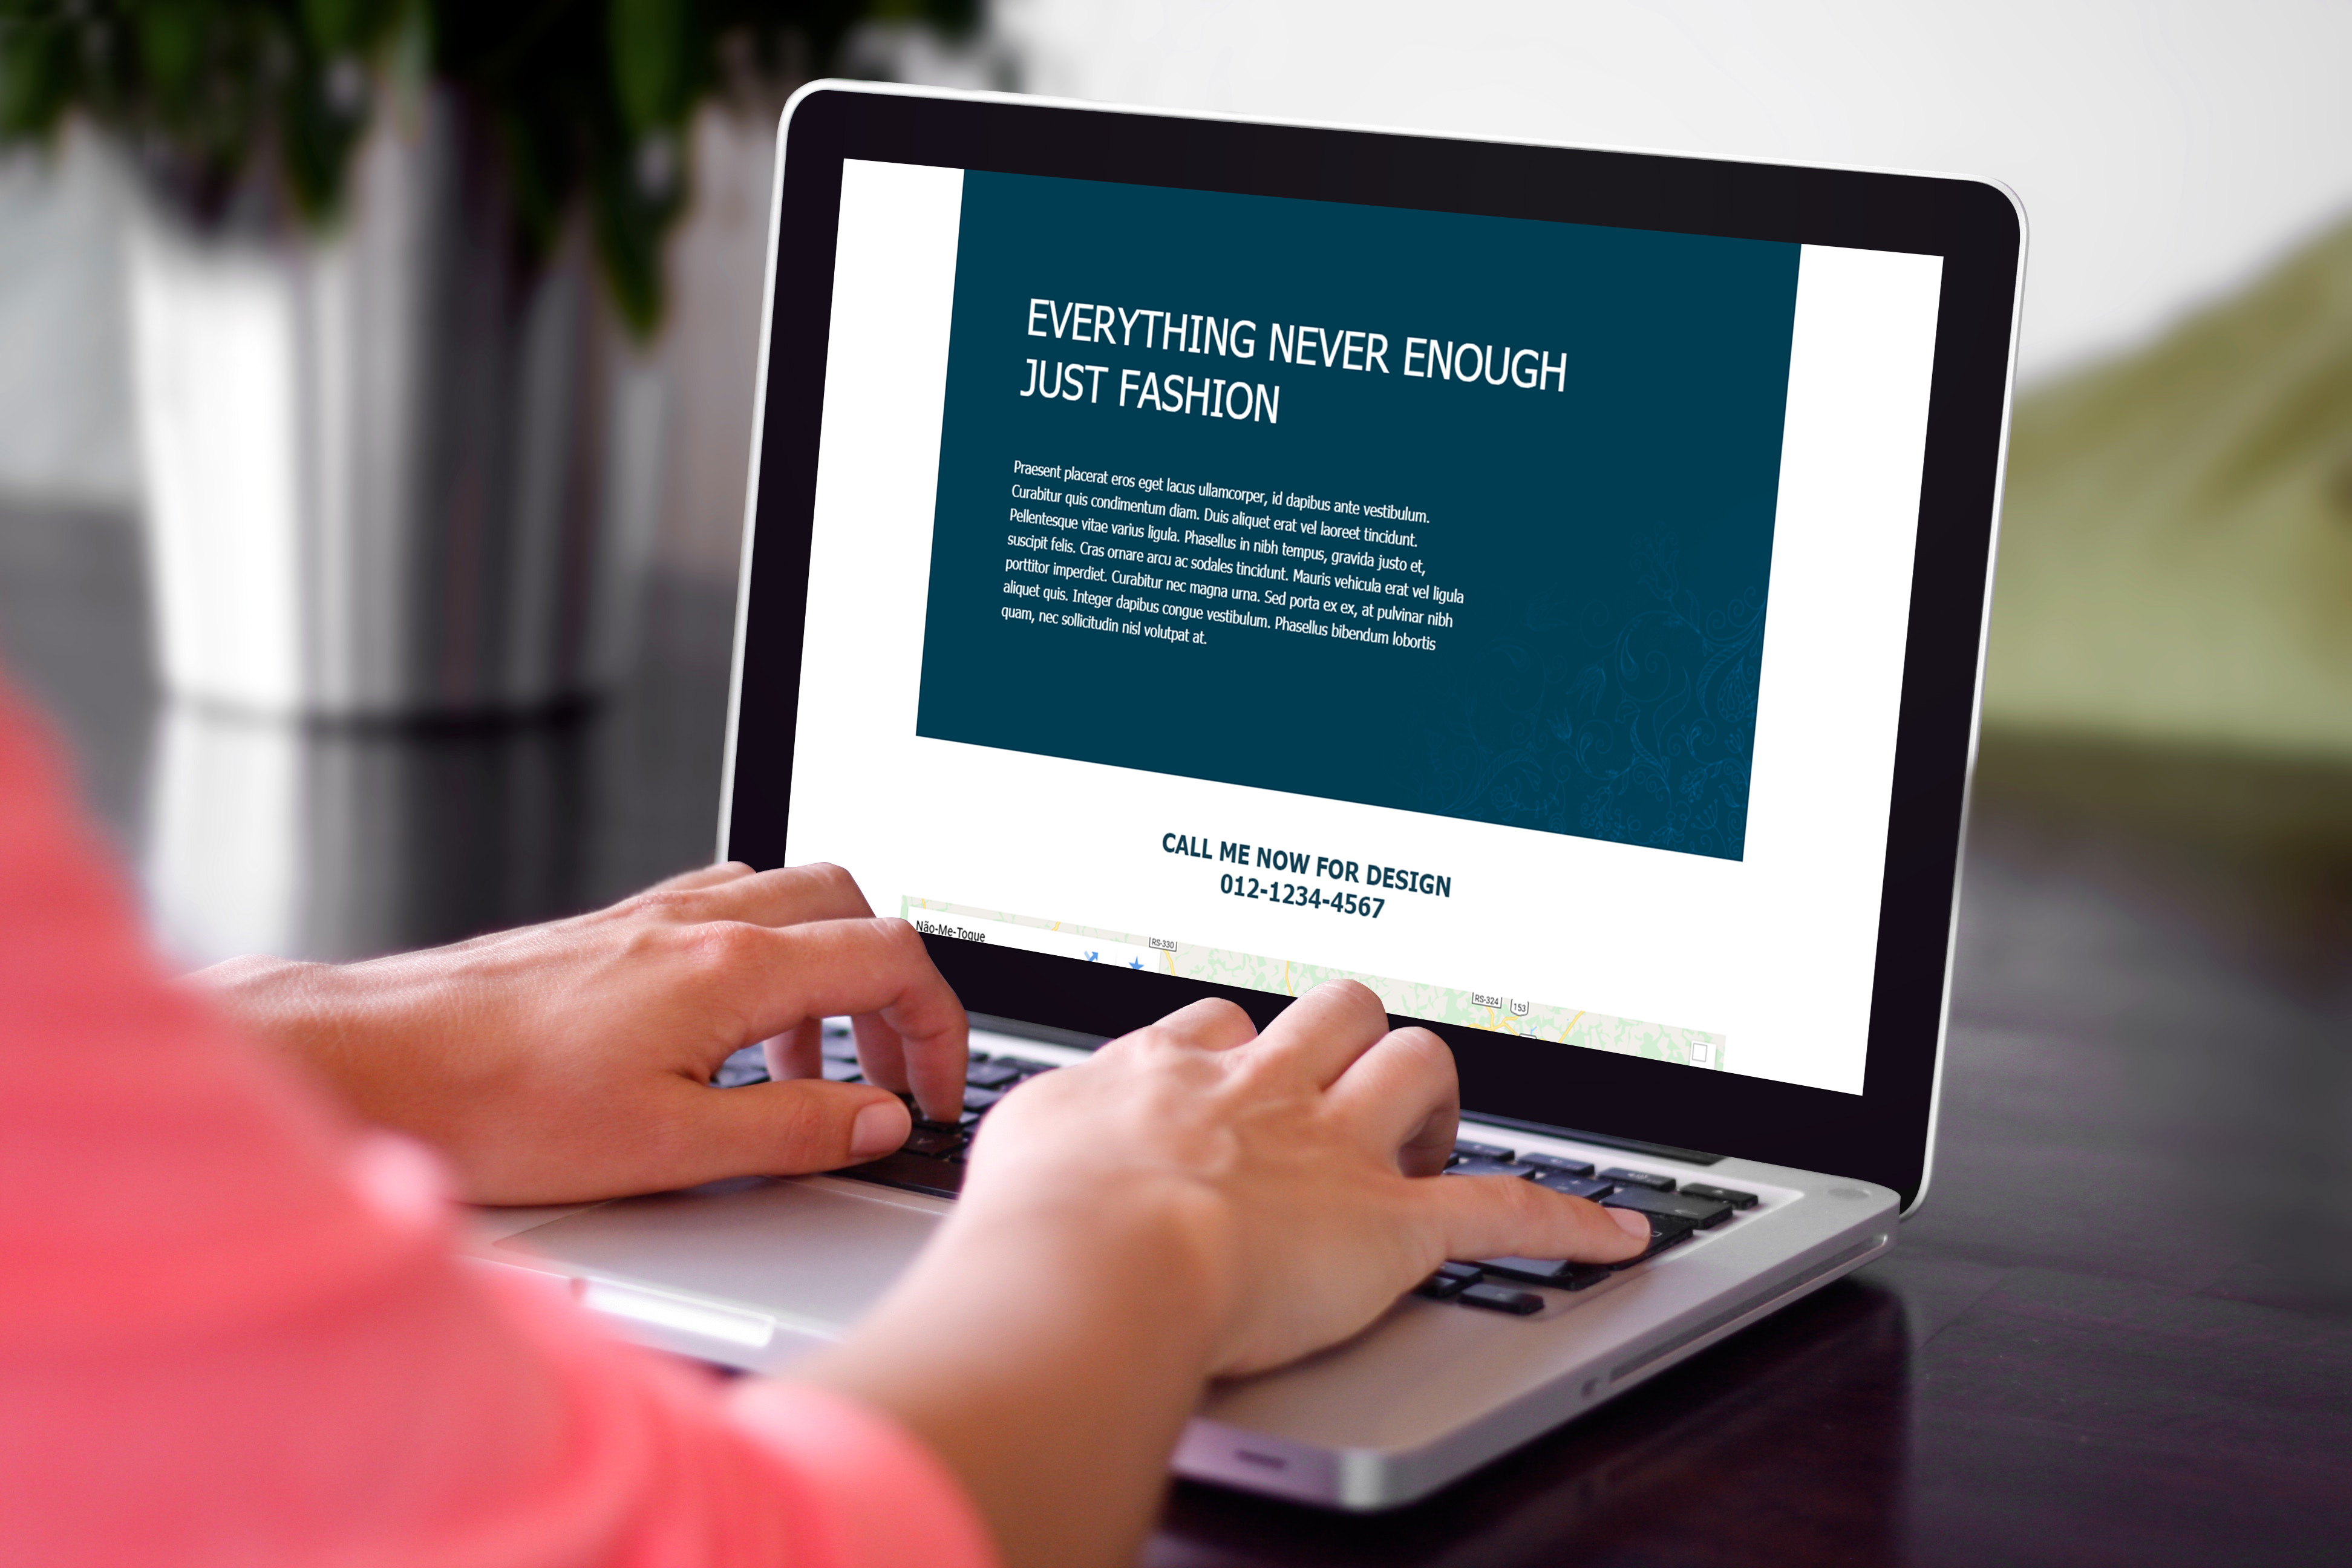 EVERYTHING NEVER ENOUGH
JUST FASHION
Praesent placerat eros eget lacus ullamcorper, id dapibus ante vestibulum.
Curabitur quis condimentum diam. Duis aliquet erat vel laoreet tincidunt.
Pellentesque vitae varius ligula. Phasellus in nibh tempus, gravida justo et,
suscipit felis. Cras ornare arcu ac sodales tincidunt. Mauris vehicula erat vel ligula
porttitor imperdiet. Curabitur nec magna urna. Sed porta ex ex, at pulvinar nibh
aliquet quis. Integer dapibus congue vestibulum. Phasellus bibendum lobortis
quam, nec sollicitudin nisl volutpat at.
CALL ME NOW FOR DESIGN
012-1234-4567
Não-Me-Toque
RS-330
RS-324
153